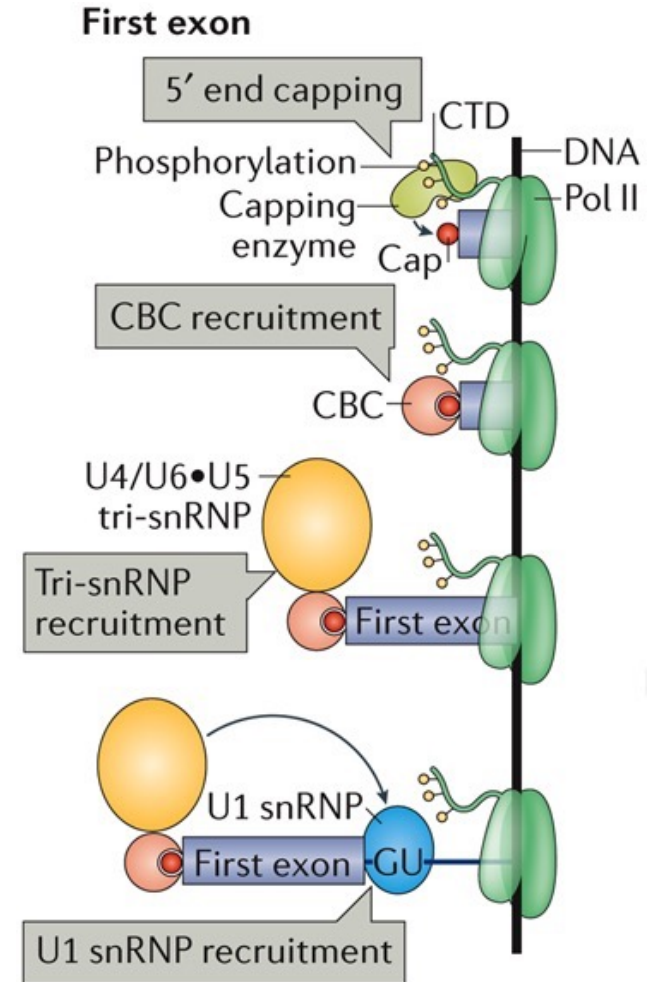 First exon
5′ end capping
CTD
Phosphorylation
DNA
Capping
enzyme
Pol II
Cap
CBC recruitment
CBC
U4/U6•U5
tri-snRNP
Tri-snRNP
recruitment
First exon
U1 snRNP
First exon
GU
U1 snRNP recruitment